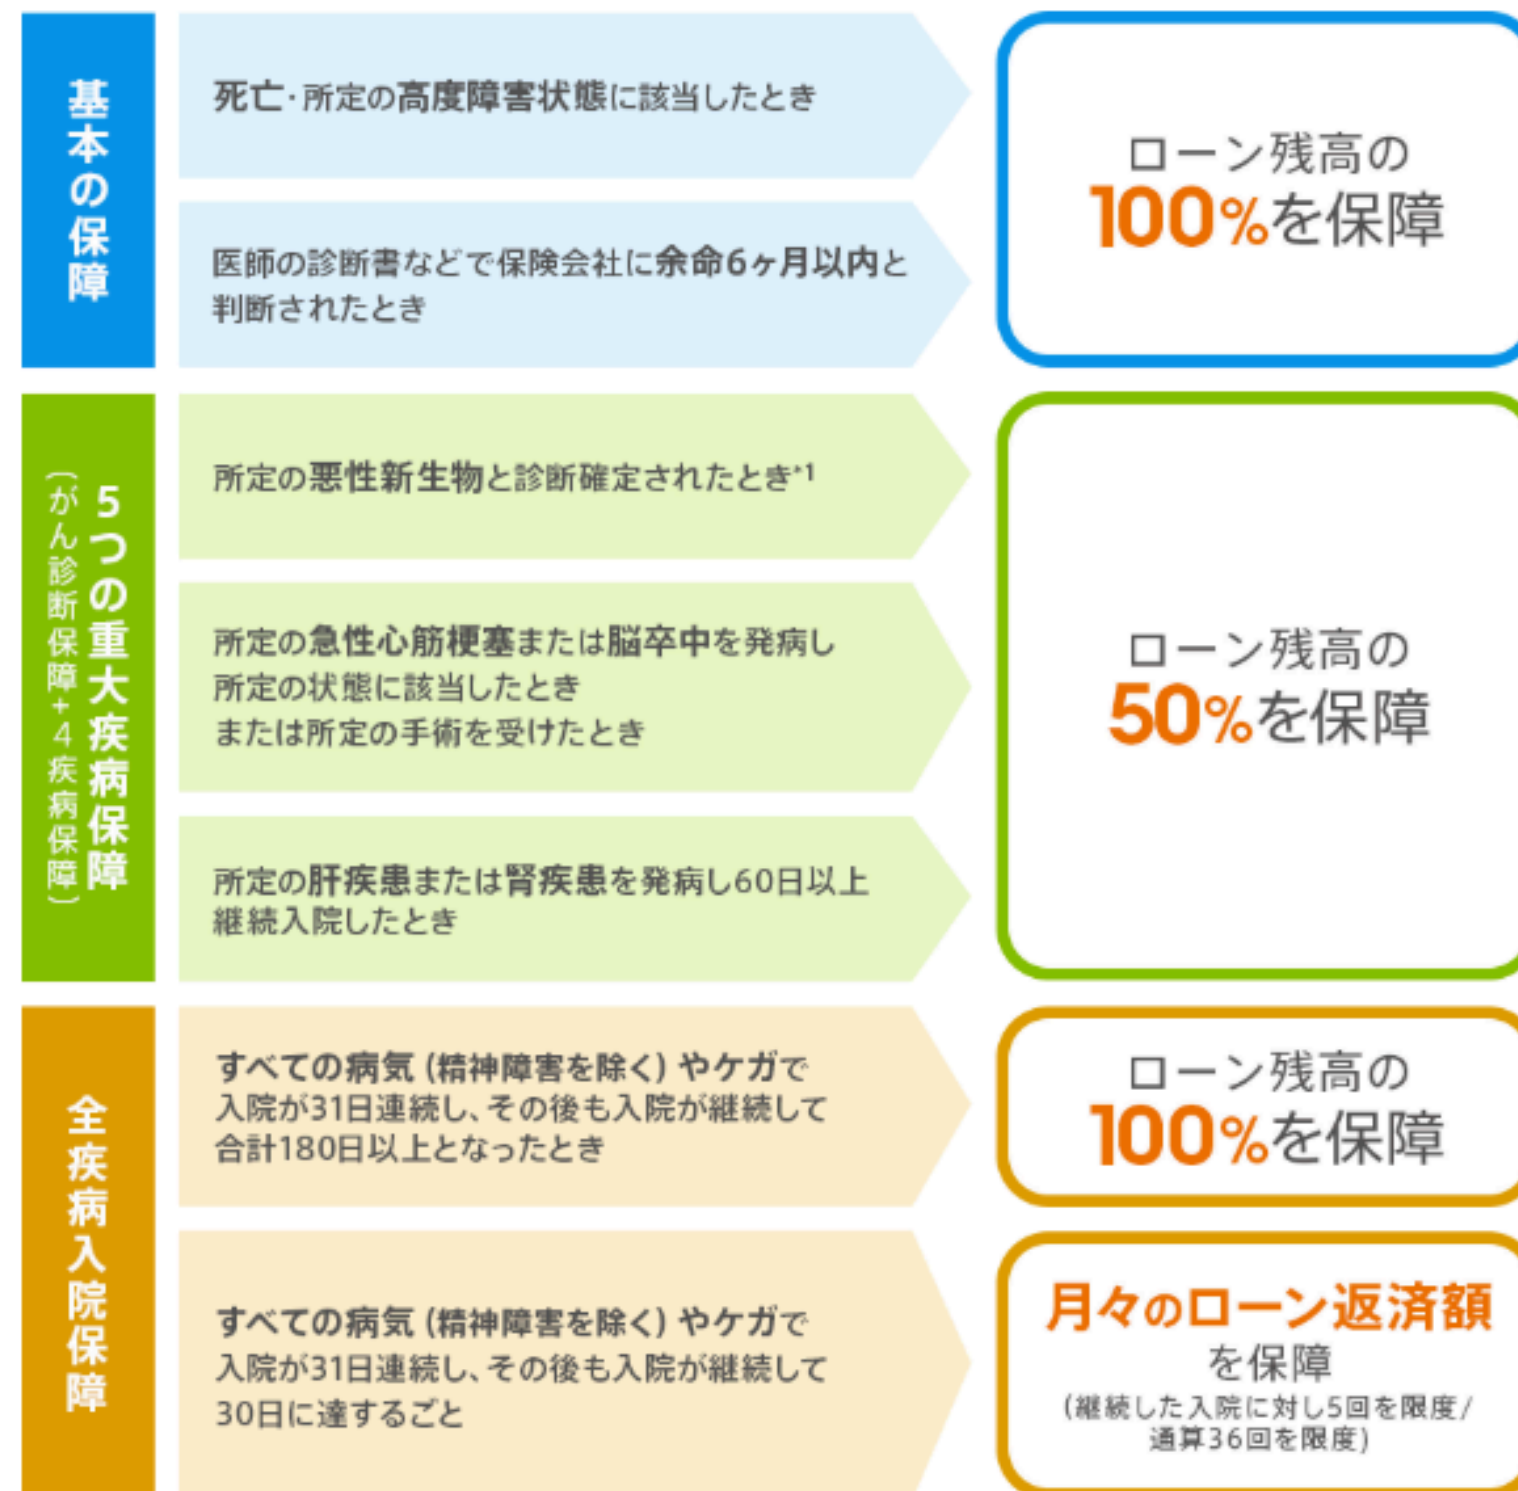 基本の保障
死亡・所定の高度障害状態に該当したとき
医師の診断書などで保険会社に余命6ヶ月以内と
判断されたとき
ローン残高の
100%を保障
5つの重大疾病保障
（がん診断保障+4疾病保障）
所定の悪性新生物と診断確定されたとき*1
所定の急性心筋梗塞または脳卒中を発病し
所定の状態に該当したとき
または所定の手術を受けたとき
所定の肝疾患または腎疾患を発病し60日以上
継続入院したとき
ローン残高の
50%を保障
全疾病入院保障
すべての病気（精神障害を除く）やケガで
入院が31日連続し、その後も入院が継続して
合計180日以上となったとき
ローン残高の
100%を保障
すべての病気（精神障害を除く）やケガで
入院が31日連続し、その後も入院が継続して
30日に達するごと
月々のローン返済額
を保障
（継続した入院に対し5回を限度/
通算36回を限度）